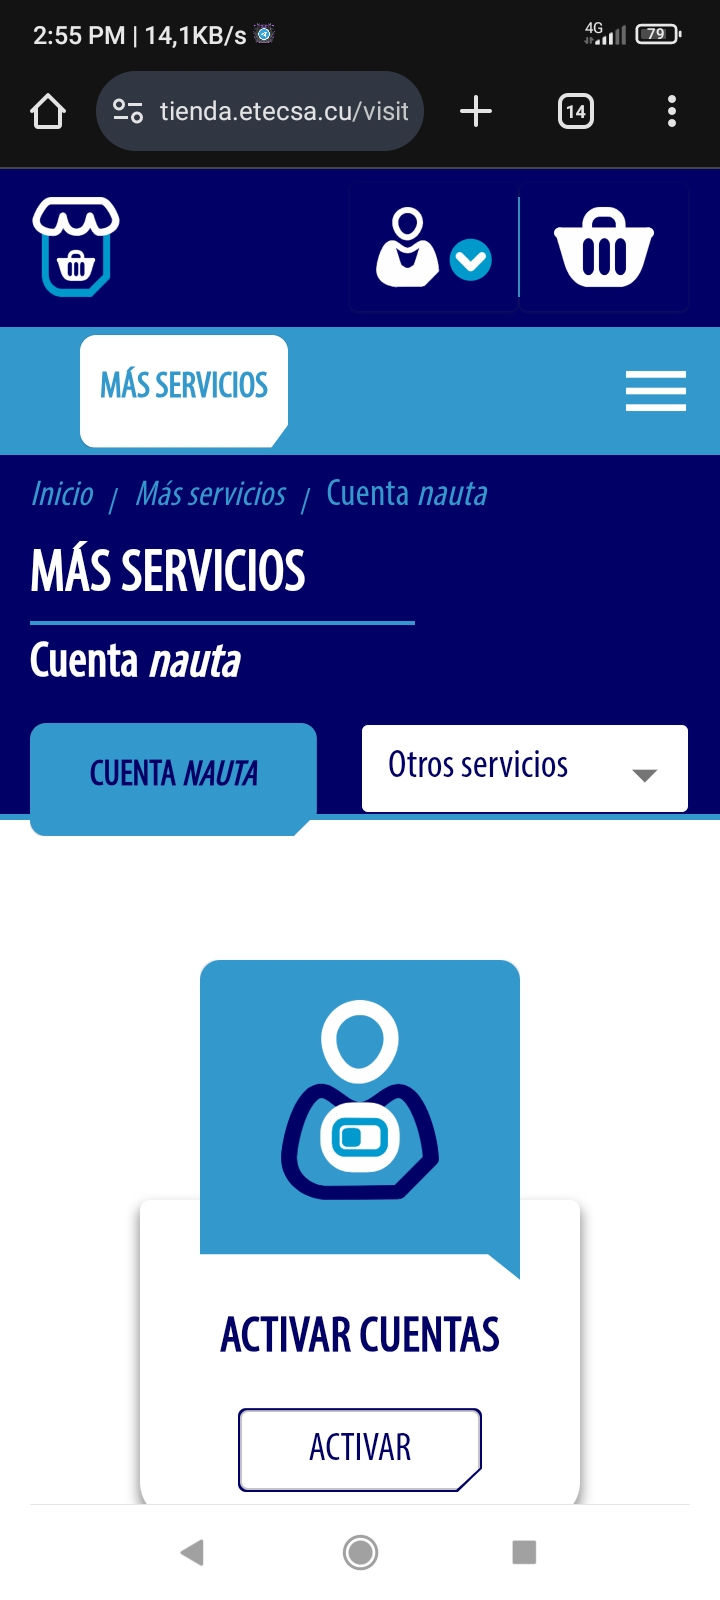 2:55 PM | 14,1KB/s
4G
79
tienda.etecsa.cu/visit
14
MÁS SERVICIOS
Inicio / Más servicios / Cuenta nauta
MÁS SERVICIOS
Cuenta nauta
CUENTA NAUTA
Otros servicios
ACTIVAR CUENTAS
ACTIVAR